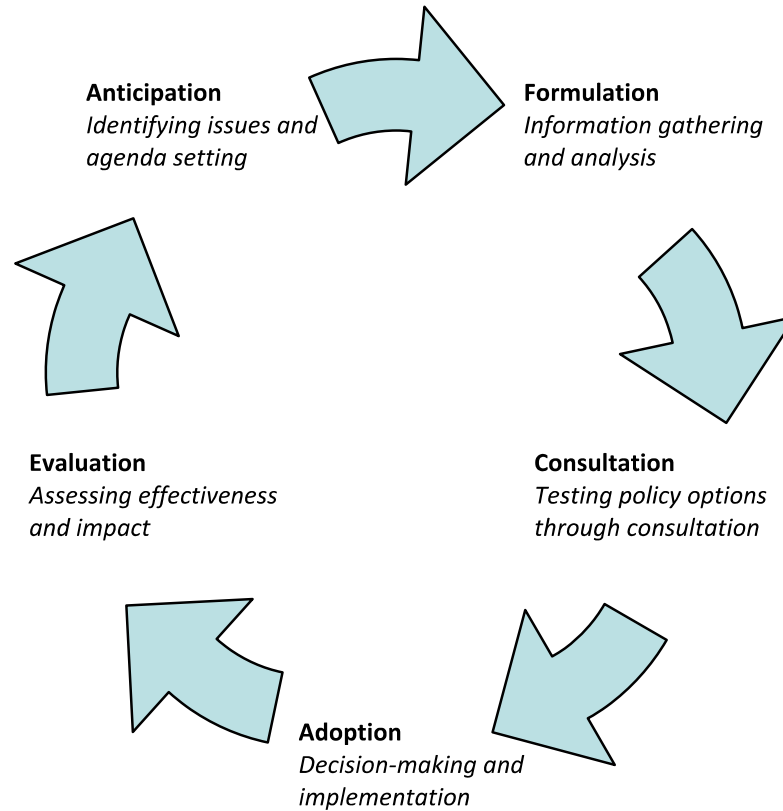 Anticipation
Identifying issues and
agenda setting
Formulation
Information gathering
and analysis
Consultation
Testing policy options
through consultation
Adoption
Decision-making and
implementation
Evaluation
Assessing effectiveness
and impact